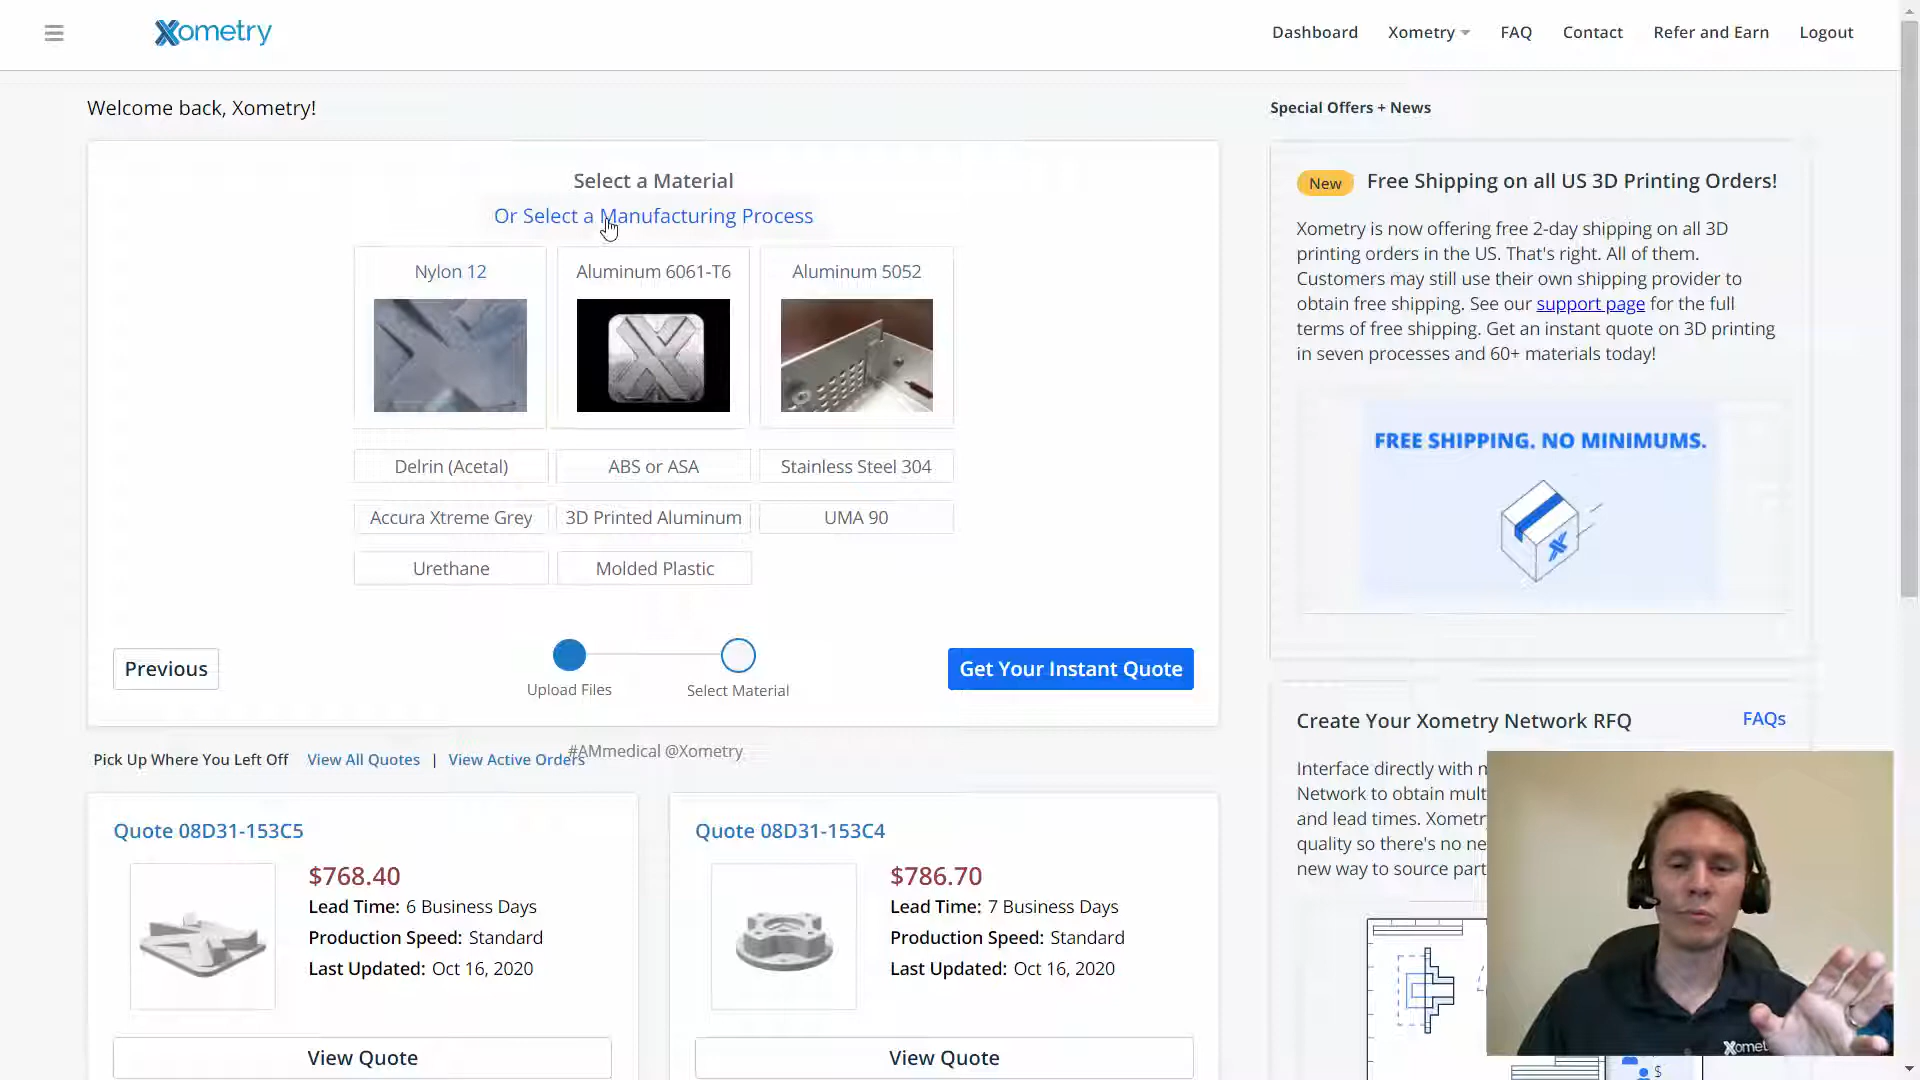 Xometry
Dashboard
Xometry
FAQ
Contact
Refer and Earn
Logout
Welcome back, Xometry!
Select a Material
Or Select a Manufacturing Process
Nylon 12
Aluminum 6061-T6
Aluminum 5052
Delrin (Acetal)
ABS or ASA
Stainless Steel 304
Accura Xtreme Grey
3D Printed Aluminum
UMA 90
Urethane
Molded Plastic
Previous
Upload Files
Select Material
Get Your Instant Quote
#AMmedical @Xometry
Pick Up Where You Left Off
View All Quotes | View Active Orders
Quote 08D31-153C5
$768.40
Lead Time: 6 Business Days
Production Speed: Standard
Last Updated: Oct 16, 2020
View Quote
Quote 08D31-153C4
$786.70
Lead Time: 7 Business Days
Production Speed: Standard
Last Updated: Oct 16, 2020
View Quote
Special Offers + News
New
Free Shipping on all US 3D Printing Orders!
Xometry is now offering free 2-day shipping on all 3D
printing orders in the US. That's right. All of them.
Customers may still use their own shipping provider to
obtain free shipping. See our support page for the full
terms of free shipping. Get an instant quote on 3D printing
in seven processes and 60+ materials today!
FREE SHIPPING. NO MINIMUMS.
Create Your Xometry Network RFQ
FAQs
Interface directly with
Network to obtain mult
and lead times. Xometr
quality so there's no ne
new way to source part
$
Xomet